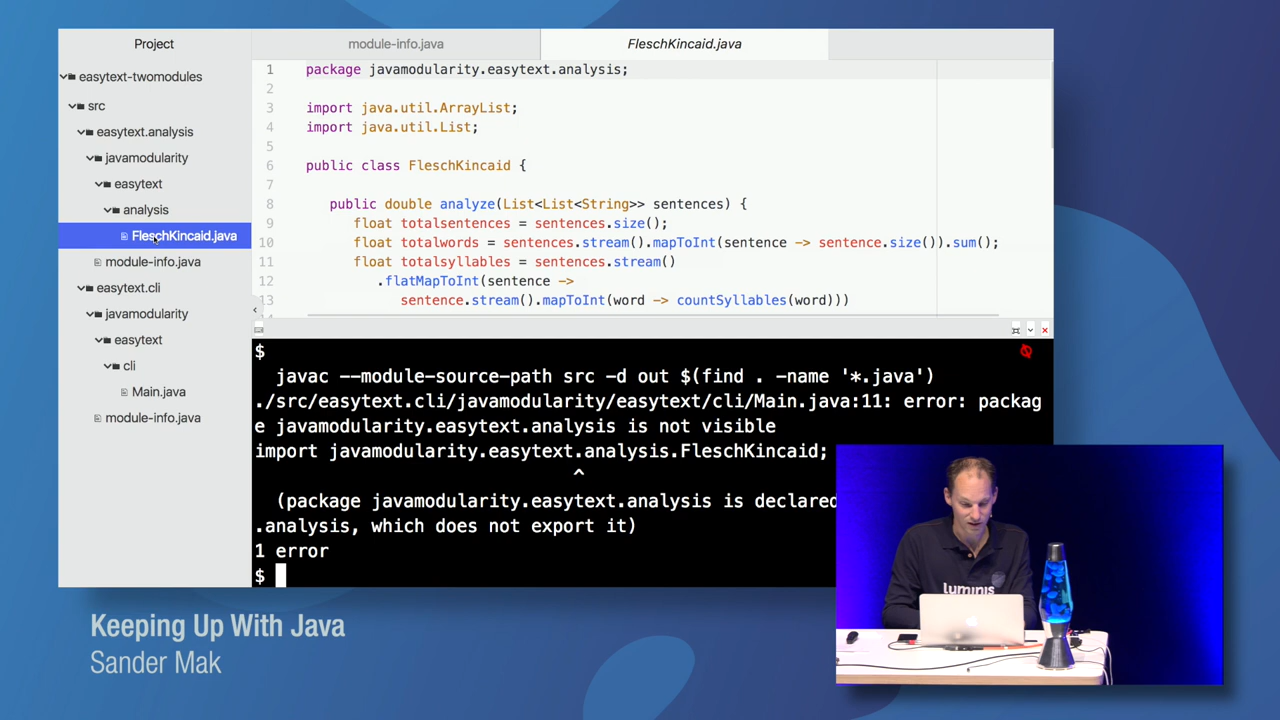 Project
module-info.java
FleschKincaid.java
easytext-twomodules
src
easytext.analysis
javamodularity
easytext
analysis
FleschKincaid.java
module-info.java
easytext.cli
javamodularity
easytext
cli
Main.java
module-info.java
1 package javamodularity.easytext.analysis;
2
3 import java.util.ArrayList;
4 import java.util.List;
5
6 public class FleschKincaid {
7
8 public double analyze(List<List<String>> sentences) {
9 float totalsentences = sentences.size();
10 float totalwords = sentences.stream().mapToInt(sentence -> sentence.size()).sum();
11 float totalsyllables = sentences.stream()
12 .flatMapToInt(sentence ->
13 sentence.stream().mapToInt(word -> countSyllables(word)))
$
javac --module-source-path src -d out $(find . -name '*.java')
./src/easytext.cli/javamodularity/easytext/cli/Main.java:11: error: packag
e javamodularity.easytext.analysis is not visible
import javamodularity.easytext.analysis.FleschKincaid;
^
(package javamodularity.easytext.analysis is declared
.analysis, which does not export it)
1 error
$
luminis
Keeping Up With Java
Sander Mak